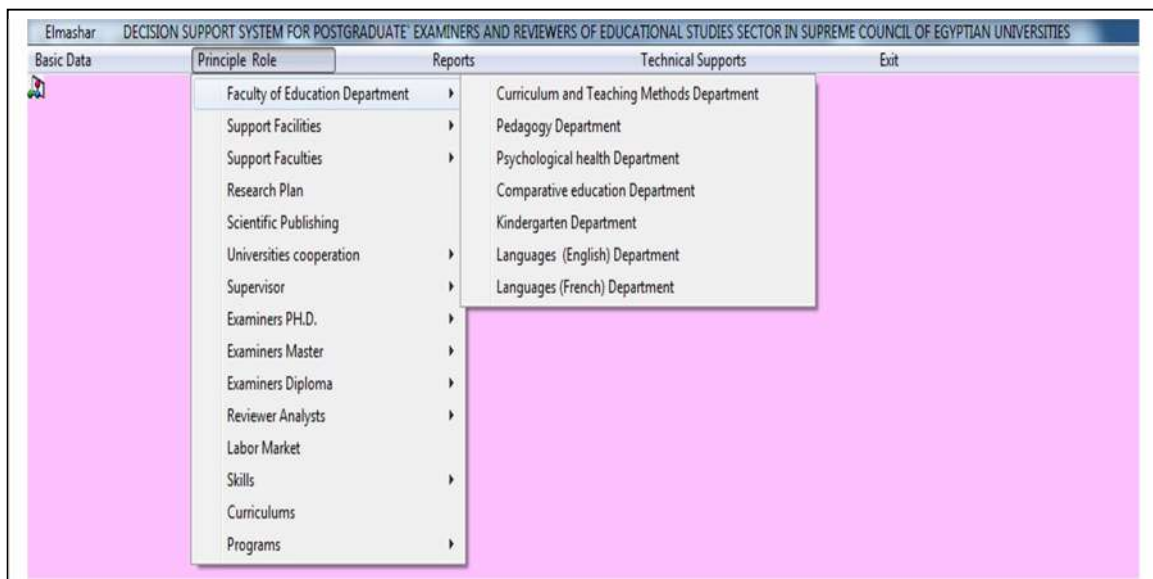 Elmashar DECISION SUPPORT SYSTEM FOR POSTGRADUATE' EXAMINERS AND REVIEWERS OF EDUCATIONAL STUDIES SECTOR IN SUPREME COUNCIL OF EGYPTIAN UNIVERSITIES
Basic Data Principle Role Reports Technical Supports Exit
Faculty of Education Department
Support Facilities
Support Faculties
Research Plan
Scientific Publishing
Universities cooperation
Supervisor
Examiners PH.D.
Examiners Master
Examiners Diploma
Reviewer Analysts
Labor Market
Skills
Curriculums
Programs
Curriculum and Teaching Methods Department
Pedagogy Department
Psychological health Department
Comparative education Department
Kindergarten Department
Languages (English) Department
Languages (French) Department